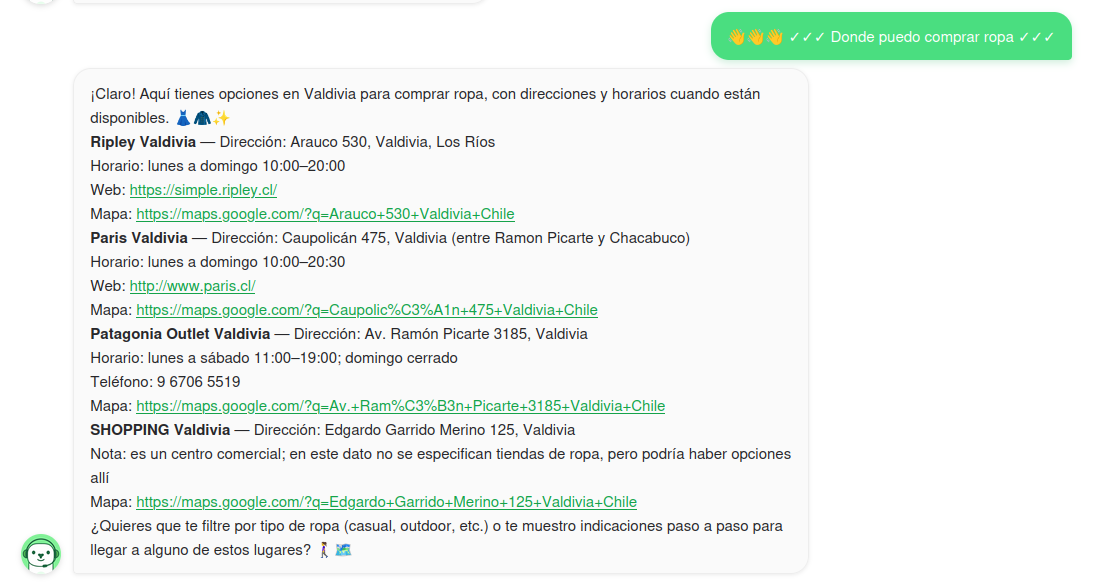 👋👋👋 ✓✓✓ Donde puedo comprar ropa ✓✓✓
¡Claro! Aquí tienes opciones en Valdivia para comprar ropa, con direcciones y horarios cuando están
disponibles. 👗🧥✨
Ripley Valdivia — Dirección: Arauco 530, Valdivia, Los Ríos
Horario: lunes a domingo 10:00–20:00
Web: https://simple.ripley.cl/
Mapa: https://maps.google.com/?q=Arauco+530+Valdivia+Chile
Paris Valdivia — Dirección: Caupolicán 475, Valdivia (entre Ramon Picarte y Chacabuco)
Horario: lunes a domingo 10:00–20:30
Web: http://www.paris.cl/
Mapa: https://maps.google.com/?q=Caupolic%C3%A1n+475+Valdivia+Chile
Patagonia Outlet Valdivia — Dirección: Av. Ramón Picarte 3185, Valdivia
Horario: lunes a sábado 11:00–19:00; domingo cerrado
Teléfono: 9 6706 5519
Mapa: https://maps.google.com/?q=Av.+Ram%C3%B3n+Picarte+3185+Valdivia+Chile
SHOPPING Valdivia — Dirección: Edgardo Garrido Merino 125, Valdivia
Nota: es un centro comercial; en este dato no se especifican tiendas de ropa, pero podría haber opciones
allí
Mapa: https://maps.google.com/?q=Edgardo+Garrido+Merino+125+Valdivia+Chile
¿Quieres que te filtre por tipo de ropa (casual, outdoor, etc.) o te muestro indicaciones paso a paso para
llegar a alguno de estos lugares? 🚶‍♀️🗺️